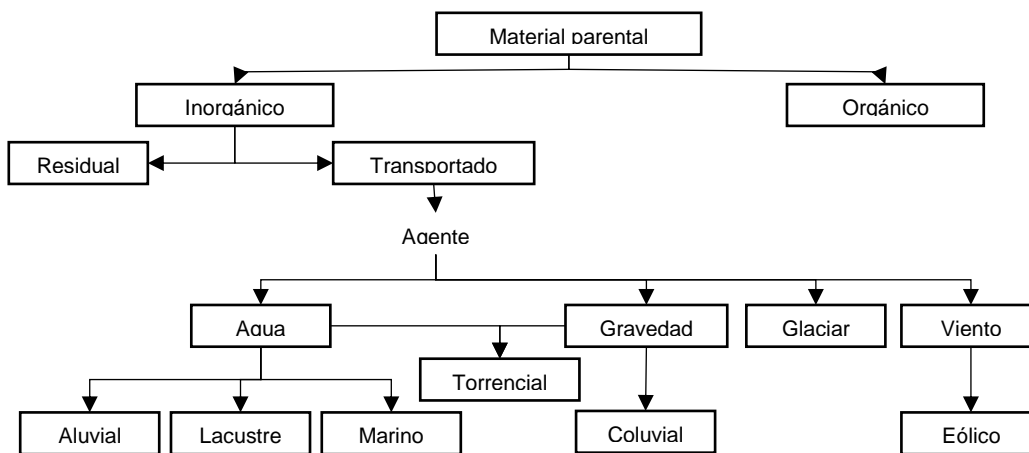 Material parental
Inorgánico
Orgánico
Residual
Transportado
Agente
Agua
Gravedad
Glaciar
Viento
Torrencial
Aluvial
Lacustre
Marino
Coluvial
Eólico